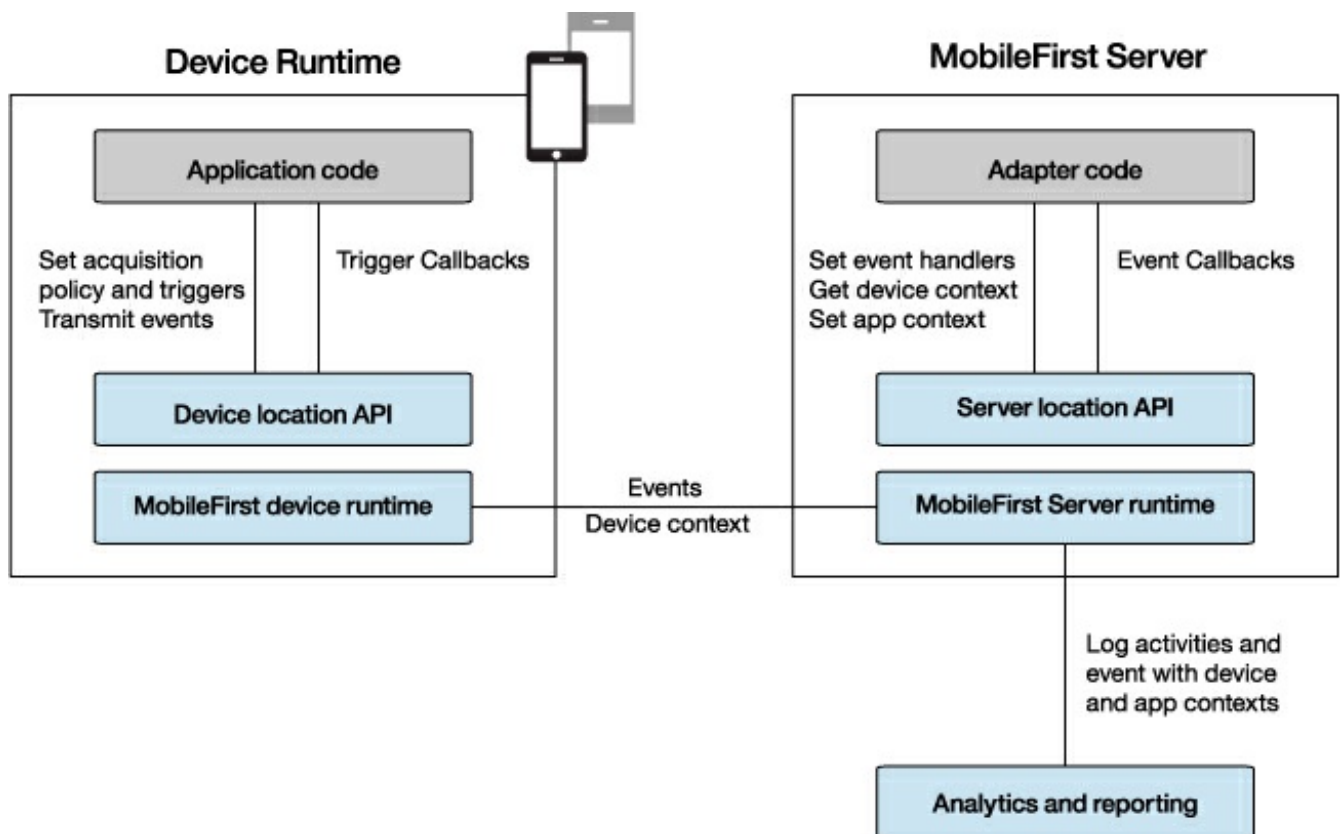 Device Runtime
MobileFirst Server
Application code
Adapter code
Set acquisition
policy and triggers
Transmit events
Trigger Callbacks
Set event handlers
Get device context
Set app context
Event Callbacks
Device location API
Server location API
MobileFirst device runtime
Events
Device context
MobileFirst Server runtime
Log activities and
event with device
and app contexts
Analytics and reporting